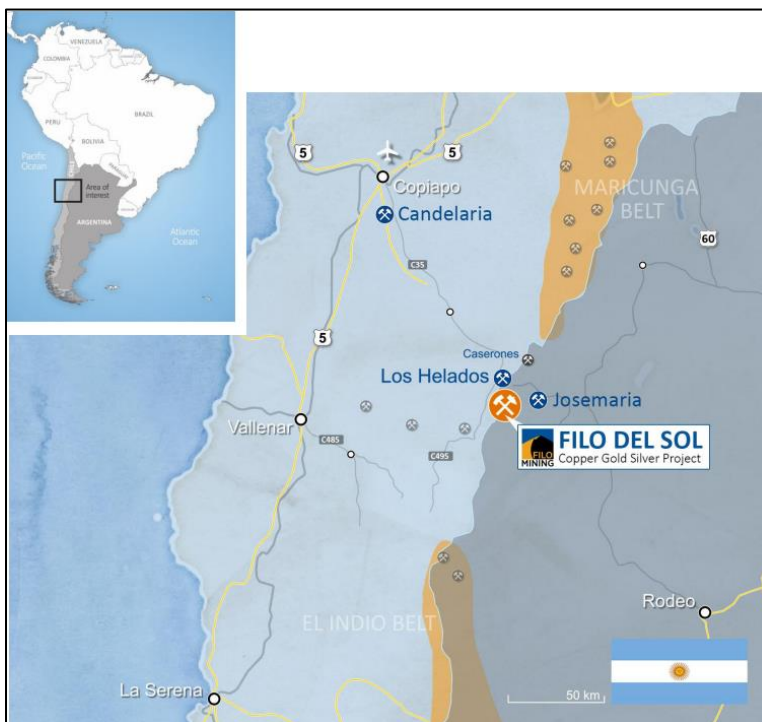 VENEZUELA
COLOMBIA
PERU
BRAZIL
BOLIVIA
Pacific
Ocean
CHILE
Area of
interest
ARGENTINA
Atlantic
Ocean
5
5
Copiapo
Candelaria
MARICUNGA
BELT
60
C35
5
Caserones
Los Helados
Josemaria
Vallenar
C485
C495
FILO
MINING
FILO DEL SOL
Copper Gold Silver Project
EL INDIO BELT
Rodeo
La Serena
50 km